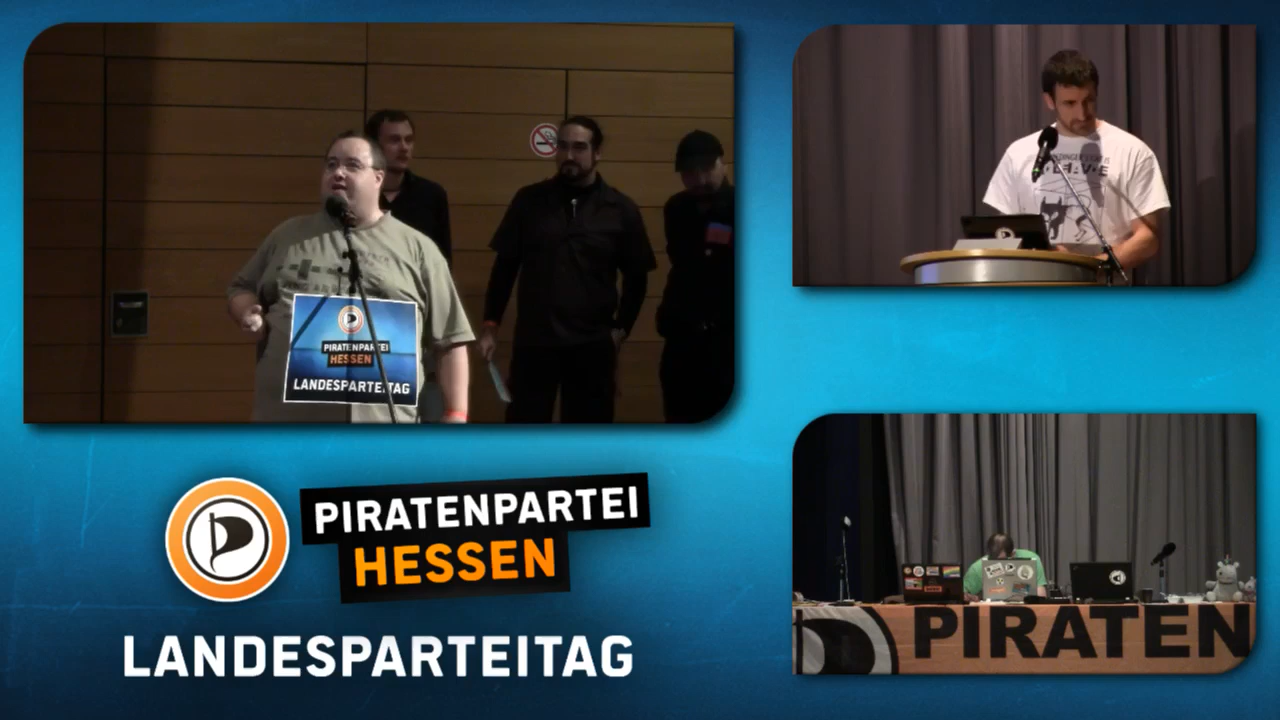 PIRATENPARTEI
HESSEN
LANDESPARTEITAG
PIRATENPARTEI
HESSEN
LANDESPARTEITAG
PIRATEN